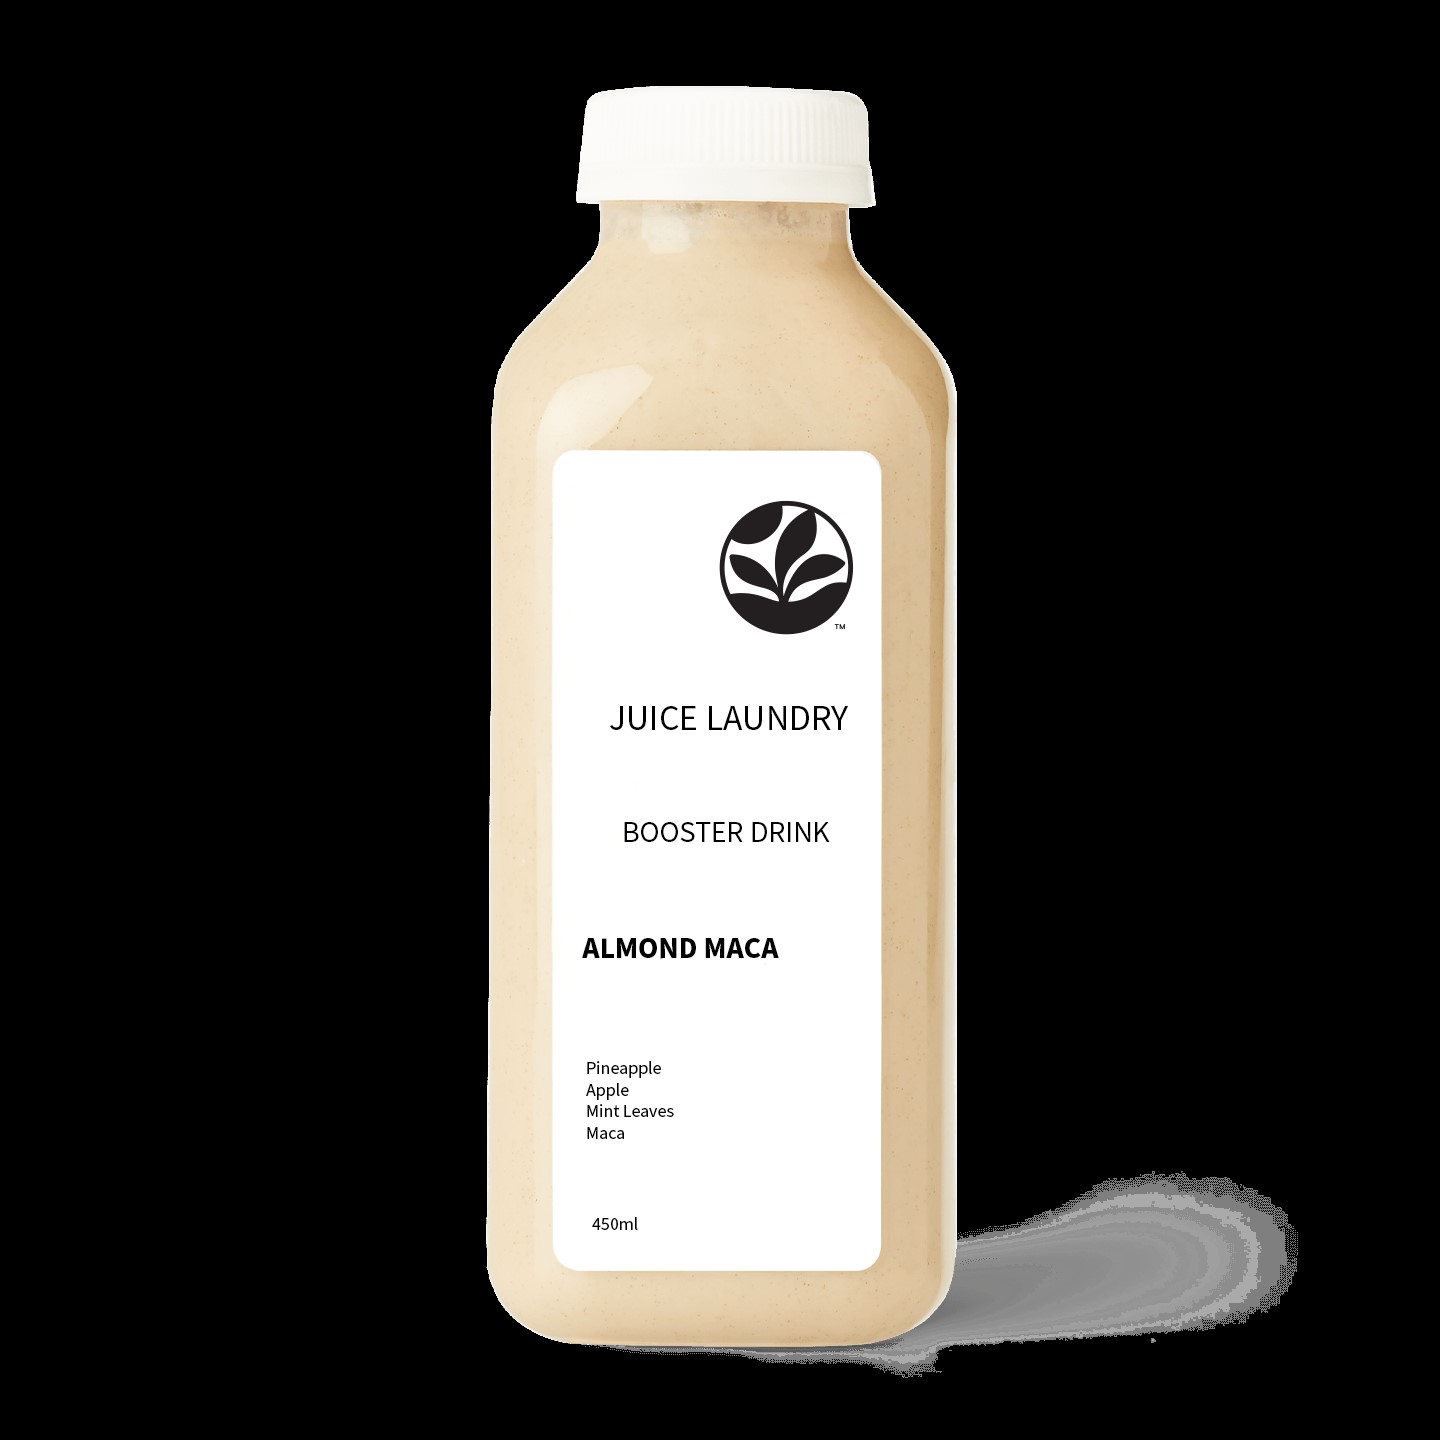 TM
JUICE LAUNDRY
BOOSTER DRINK
ALMOND MACA
Pineapple
Apple
Mint Leaves
Maca
450ml